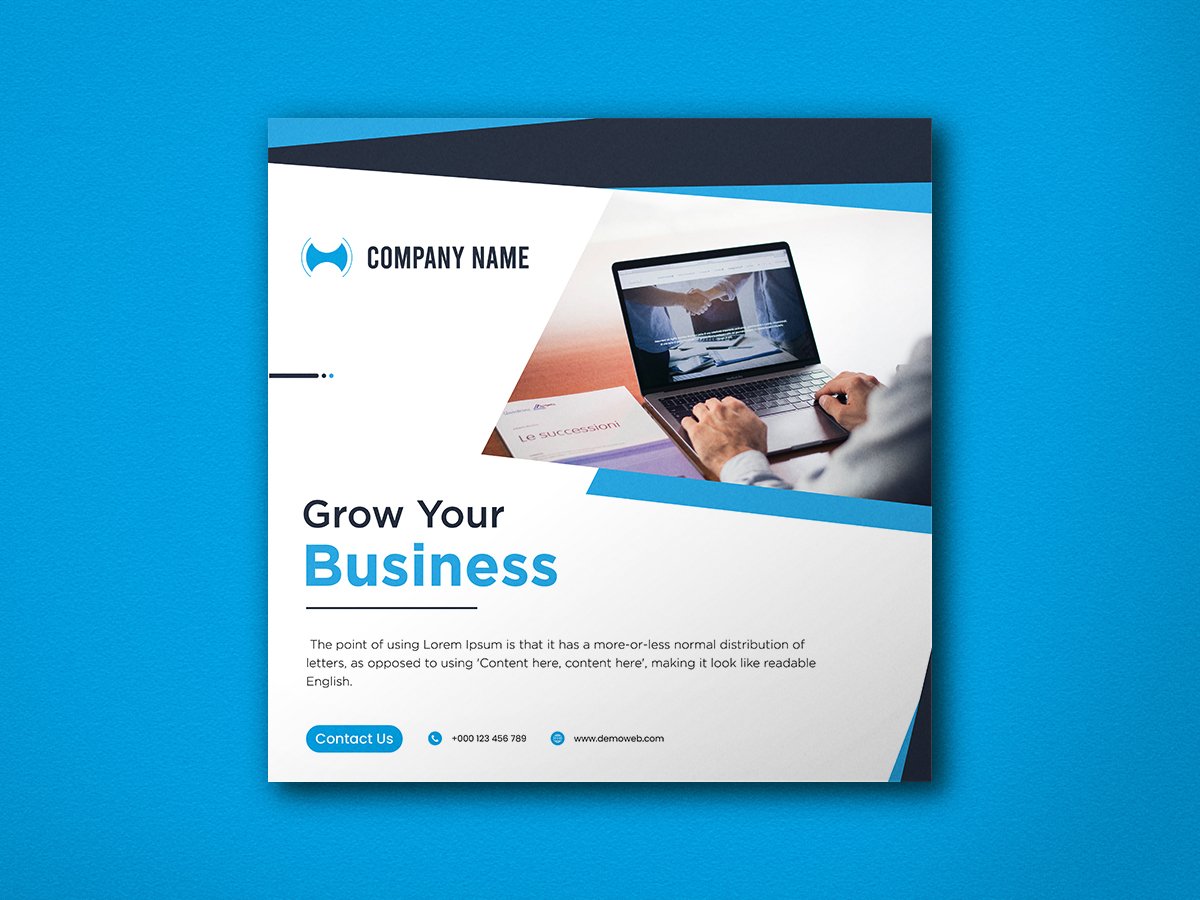 COMPANY NAME
Le successioni
Grow Your
Business
The point of using Lorem Ipsum is that it has a more-or-less normal distribution of
letters, as opposed to using 'Content here, content here', making it look like readable
English.
Contact Us
+000 123 456 789
www.demoweb.com